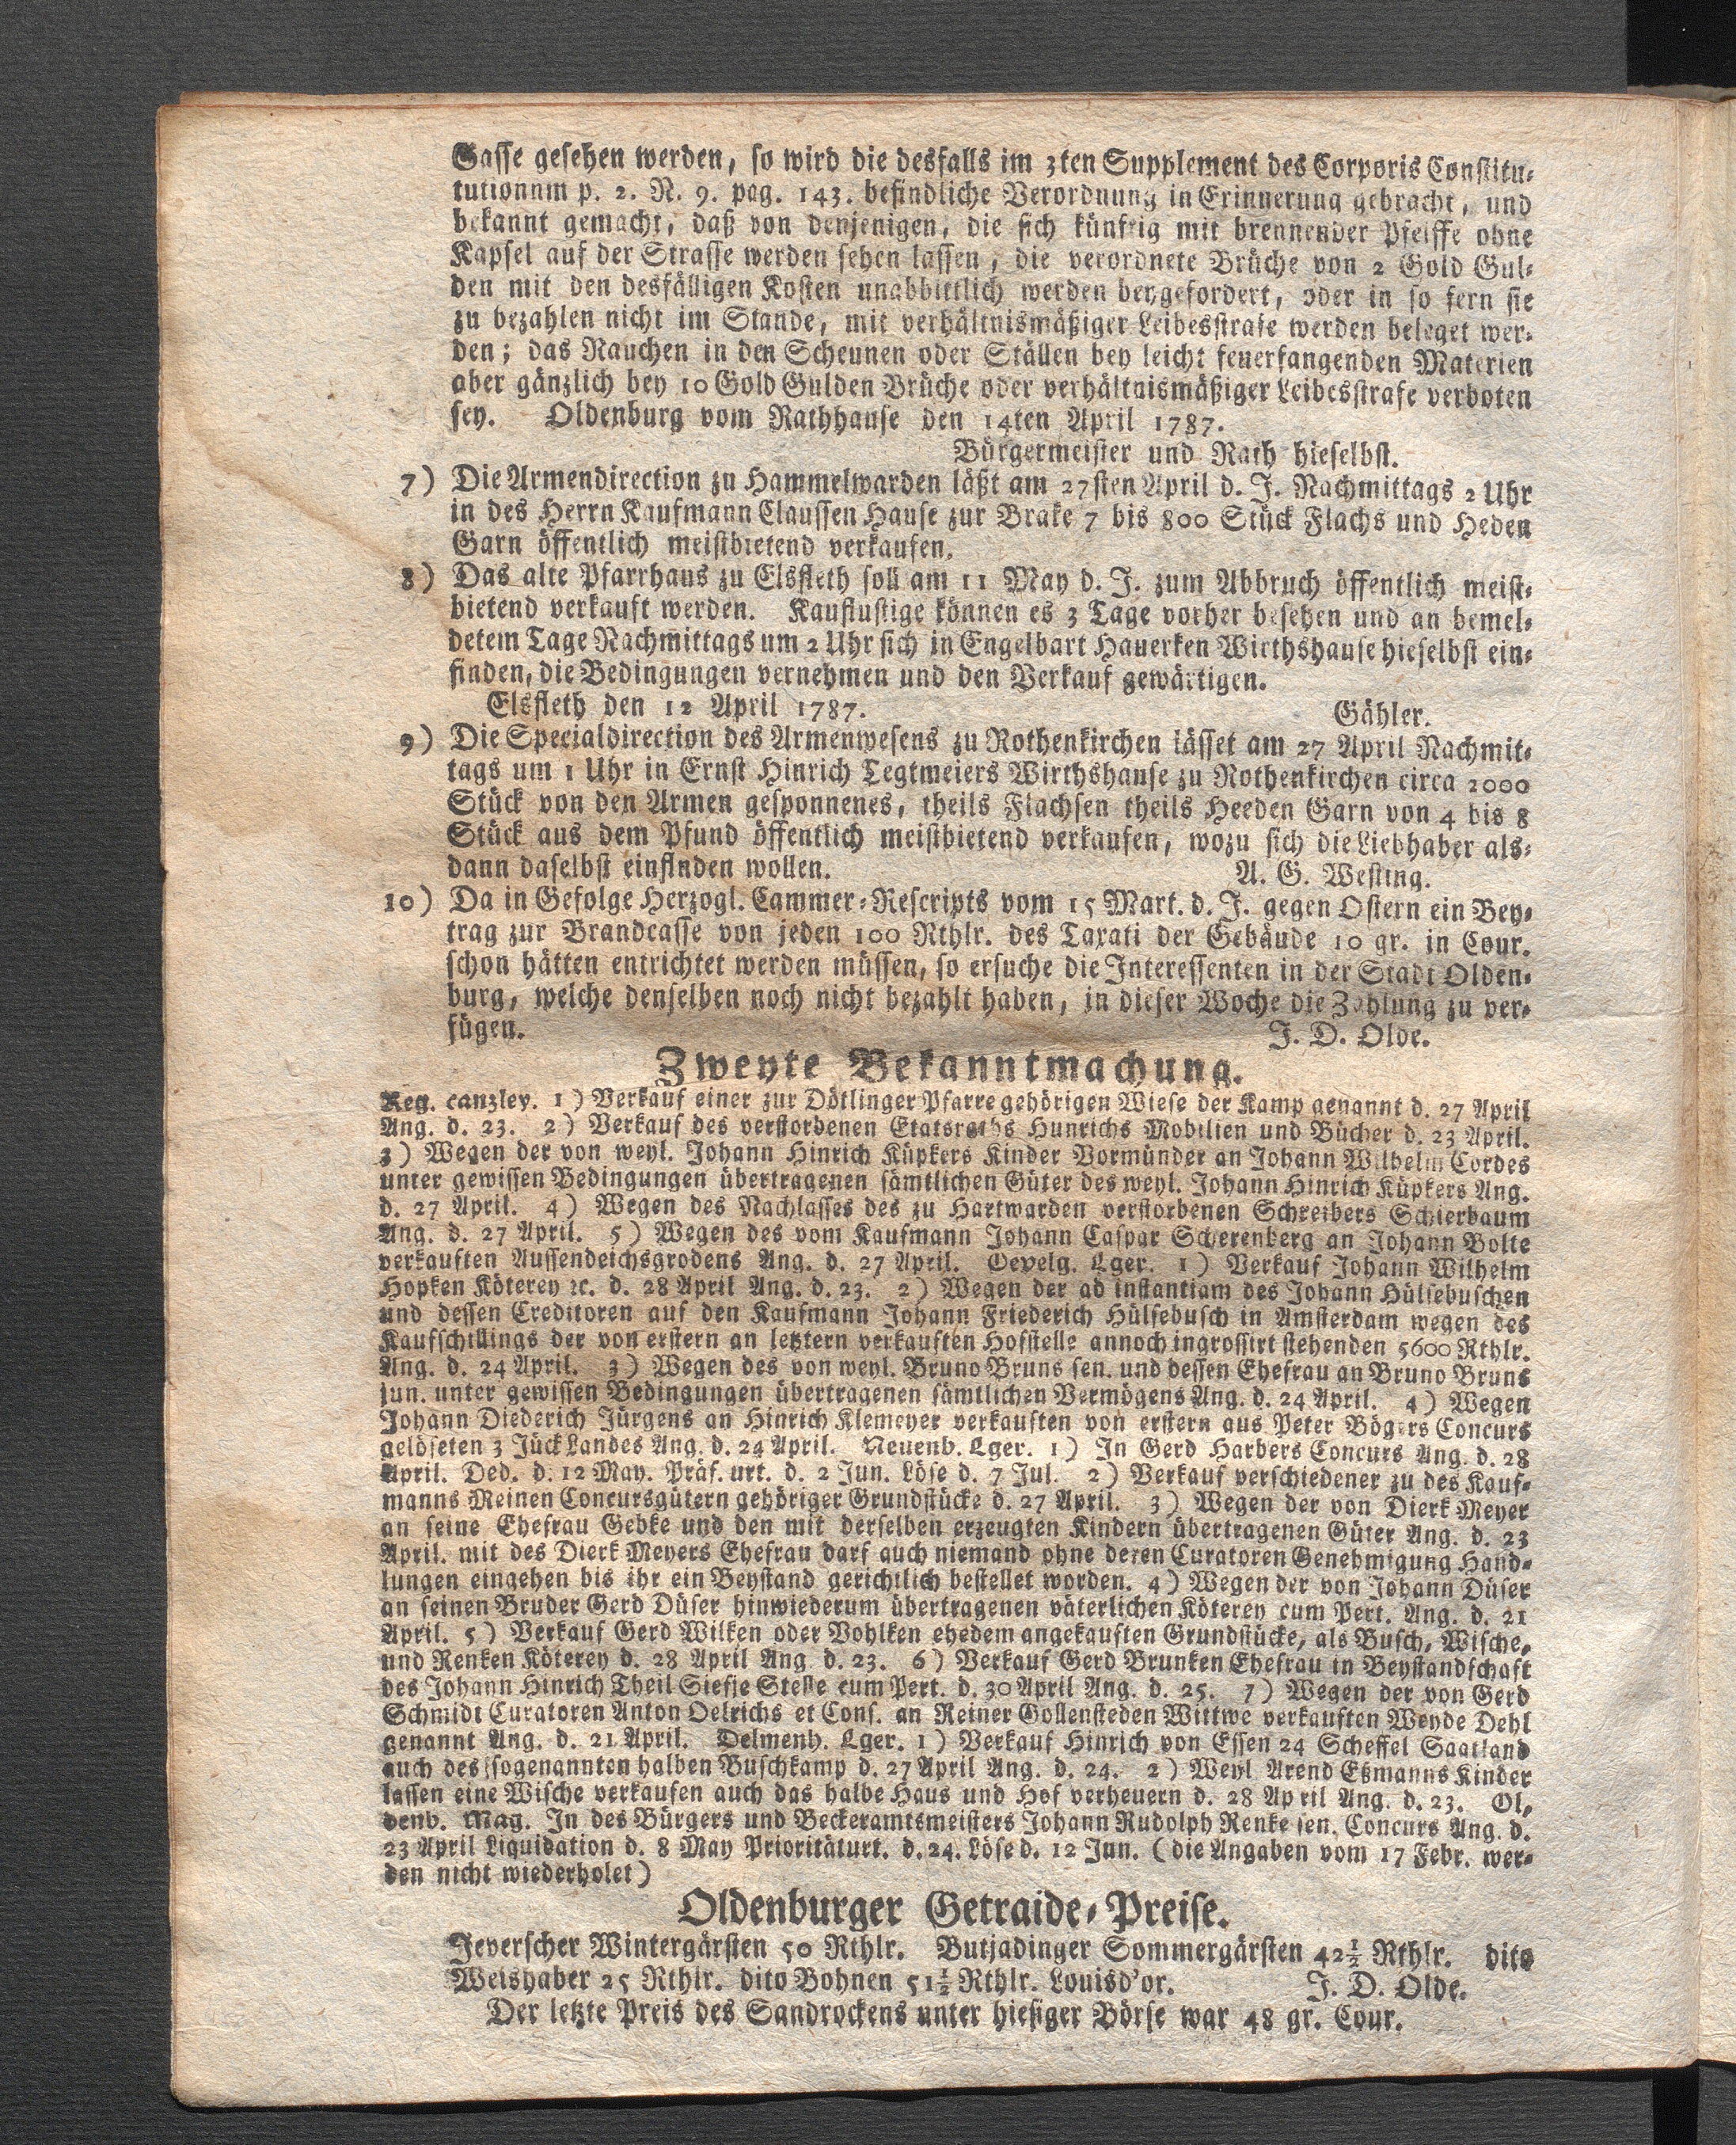 Gasse gesehen werden, so wird die desfalls im 3ten Supplement des Corporis Constitu-
tutionnm p. 2. N. 9. pag. 143. befindliche Verordnung in Erinnerung gebracht, und
bekannt gemacht, daß von denjenigen, die sich künftig mit brennender Pfeiffe ohne
Kapsel auf der Strasse werden sehen lassen, die verordnete Brüche von 2 Gold Gul-
den mit den desfälligen Kosten unabbittlich werden beygefordert, oder in so fern sie
zu bezahlen nicht im Stande, mit verhältnismäßiger Leibesstrafe werden beleget wer-
den; das Rauchen in den Scheunen oder Ställen bey leicht feuerfangenden Materien
aber gänzlich bey 10 Gold Gulden Brüche oder verhältnismäßiger Leibesstrafe verboten
sey. Oldenburg vom Rathhause den 14ten April 1787.
Bürgermeister und Rath hieselbst.
7) Die Armendirection zu Hammelwarden läßt am 27sten April d. J. Nachmittags 2 Uhr
in des Herrn Kaufmann Claussen Hause zur Brake 7 bis 800 Stück Flachs und Heden
Garn öffentlich meistbietend verkaufen.
8) Das alte Pfarrhaus zu Elsfleth soll am 11 May d. J. zum Abbruch öffentlich meist-
bietend verkauft werden. Kauflustige können es 3 Tage vorher besehen und an bemel-
detem Tage Nachmittags um 2 Uhr sich in Engelbart Hauerken Wirthshause hieselbst ein-
finden, die Bedingungen vernehmen und den Verkauf gewärtigen.
Elsfleth den 12 April 1787. Gähler.
9) Die Specialdirection des Armenwesens zu Rothenkirchen lässet am 27 April Nachmit-
tags um 1 Uhr in Ernst Hinrich Tegtmeiers Wirthshause zu Rothenkirchen circa 2000
Stück von den Armen gesponnenes, theils Flachsen theils Heeden Garn von 4 bis 8
Stück aus dem Pfund öffentlich meistbietend verkaufen, wozu sich die Liebhaber als-
dann daselbst einfinden wollen. A. G. Westing.
10) Da in Gefolge Herzogl. Cammer-Rescripts vom 15 Mart. d. J. gegen Ostern ein Bey-
trag zur Brandcasse von jeden 100 Rthlr. des Taxati der Gebäude 10 gr. in Cour.
schon hätten entrichtet werden müssen, so ersuche die Interessenten in der Stadt Olden-
burg, welche denselben noch nicht bezahlt haben, in dieser Woche die Zahlung zu ver-
fügen. J. D. Olde.
Zweyte Bekanntmachung.
Reg. canzley. 1) Verkauf einer zur Dötlinger Pfarre gehörigen Wiese der Kamp genannt d. 27 April
Ang. d. 23. 2) Verkauf des verstorbenen Etatsraths Hunrichs Mobilien und Bücher d. 23 April.
3) Wegen der von weyl. Johann Hinrich Küpkers Kinder Vormünder an Johann Wilhelm Cordes
unter gewissen Bedingungen übertragenen sämtlichen Güter des weyl. Johann Hinrich Küpkers Ang.
d. 27 April. 4) Wegen des Nachlasses des zu Hartwarden verstorbenen Schreibers Schierbaum
Ang. d. 27 April. 5) Wegen des vom Kaufmann Johann Caspar Scherenberg an Johann Bolte
verkauften Aussendeichsgrodens Ang. d. 27 April. Oevelg. Lger. 1) Verkauf Johann Wilhelm
Hopken Köterey ꝛc. d. 28 April Ang. d. 23. 2) Wegen der ad instantiam des Johann Hülsebuschen
und dessen Creditoren auf den Kaufmann Johann Friederich Hülsebusch in Amsterdam wegen des
Kaufschillings der von erstern an letztern verkauften Hofstelle annoch ingrossirt stehenden 5600 Rthlr.
Ang. d. 24 April. 3) Wegen des von weyl. Bruno Bruns sen. und dessen Ehefrau an Bruno Bruns
jun. unter gewissen Bedingungen übertragenen sämtlichen Vermögens Ang. d. 24 April. 4) Wegen
Johann Diederich Jürgens an Hinrich Klemeyer verkauften von erstern aus Peter Bögers Concurs
gelöseten 3 Jück Landes Ang. d. 24 April. Neuenb. Lger. 1) In Gerd Harbers Concurs Ang. d. 28
April. Ded. d. 12 May. Präf. urt. d. 2 Jun. Löse d. 7 Jul. 2) Verkauf verschiedener zu des Kauf-
manns Meinen Concursgütern gehöriger Grundstücke d. 27 April. 3) Wegen der von Dierk Meyer
an seine Ehefrau Gebke und den mit derselben erzeugten Kindern übertragenen Güter Ang. d. 23
April. mit des Dierk Meyers Ehefrau darf auch niemand ohne deren Curatoren Genehmigung Hand-
lungen eingehen bis ihr ein Beystand gerichtlich bestellet worden. 4) Wegen der von Johann Düser
an seinen Bruder Gerd Düser hinwiederum übertragenen väterlichen Köterey cum Pert. Ang. d. 21
April. 5) Verkauf Gerd Wilken oder Vohlken ehedem angekauften Grundstücke, als Busch, Wische,
und Renken Köterey d. 28 April Ang d. 23. 6) Verkauf Gerd Brunken Ehefrau in Beystandschaft
des Johann Hinrich Theil Siefje Stelle cum Pert. d. 30 April Ang. d. 25. 7) Wegen der von Gerd
Schmidt Curatoren Anton Oelrichs et Cons. an Reiner Gollensteden Wittwe verkauften Weyde Dehl
genannt Ang. d. 21 April. Delmenh. Lger. 1) Verkauf Hinrich von Essen 24 Scheffel Saatland
auch des sogenannten halben Buschkamp d. 27 April Ang. d. 24. 2) Weyl Arend Eßmanns Kinder
lassen eine Wische verkaufen auch das halbe Haus und Hof verheuern d. 28 April Ang. d. 23. Ol-
denb. Mag. In des Bürgers und Beckeramtsmeisters Johann Rudolph Renke sen. Concurs Ang. d.
23 April Liquidation d. 8 May Prioritäturt. d. 24. Löse d. 12 Jun. (die Angaben vom 17 Febr. wer-
den nicht wiederholet)
Oldenburger Getraide-Preise.
Jeverscher Wintergärsten 50 Rthlr. Butjadinger Sommergärsten 42½ Rthlr. dito
Weishaber 25 Rthlr. dito Bohnen 51½ Rthlr. Louisd'or. J. D. Olde.
Der letzte Preis des Sandrockens unter hiesiger Börse war 48 gr. Cour.